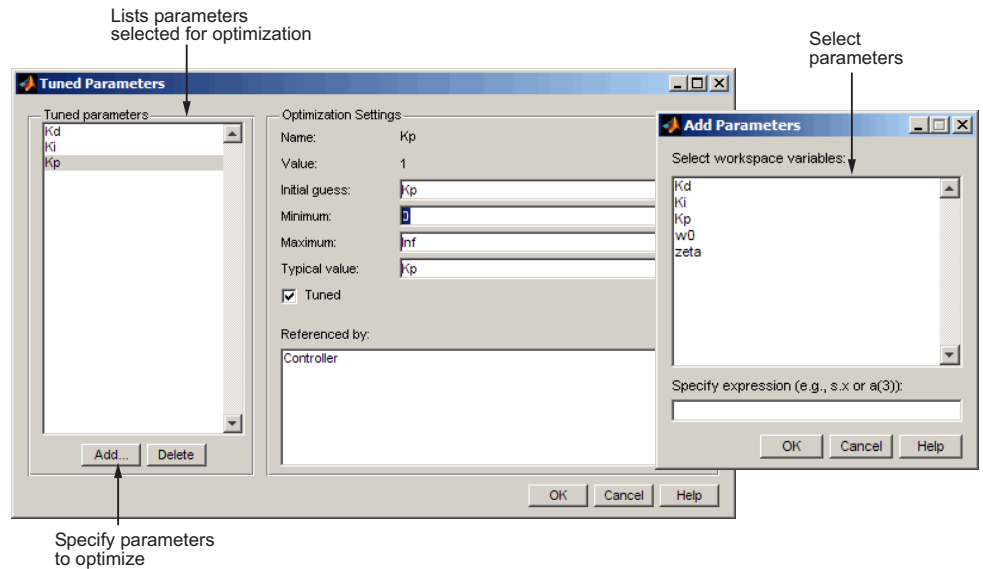 Lists parameters
selected for optimization
Select
parameters
Tuned Parameters
Tuned parameters
Kd
Ki
Kp
Add...
Delete
Optimization Settings
Name: Kp
Value: 1
Initial guess: Kp
Minimum: 0
Maximum: Inf
Typical value: Kp
Tuned
Referenced by:
Controller
OK
Cancel
Help
Add Parameters
Select workspace variables:
Kd
Ki
Kp
w0
zeta
Specify expression (e.g., s.x or a(3)):
OK
Cancel
Help
Specify parameters
to optimize